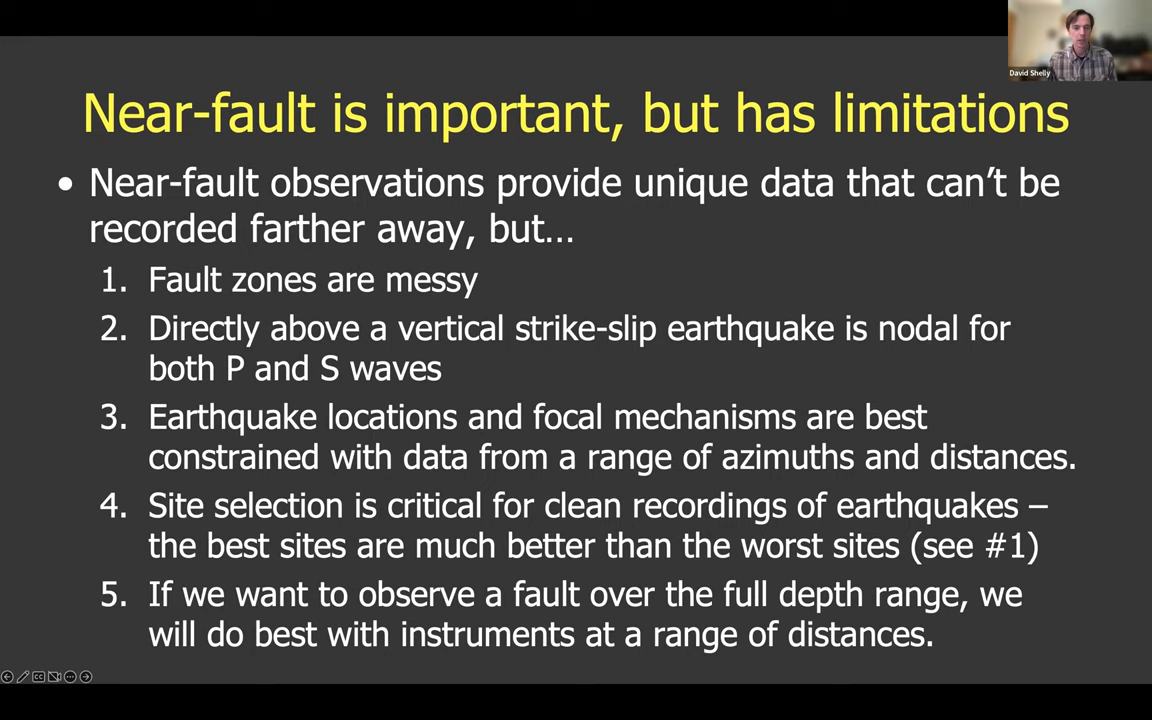 David Shelly
Near-fault is important, but has limitations
• Near-fault observations provide unique data that can’t be
recorded farther away, but…
1. Fault zones are messy
2. Directly above a vertical strike-slip earthquake is nodal for
both P and S waves
3. Earthquake locations and focal mechanisms are best
constrained with data from a range of azimuths and distances.
4. Site selection is critical for clean recordings of earthquakes –
the best sites are much better than the worst sites (see #1)
5. If we want to observe a fault over the full depth range, we
will do best with instruments at a range of distances.